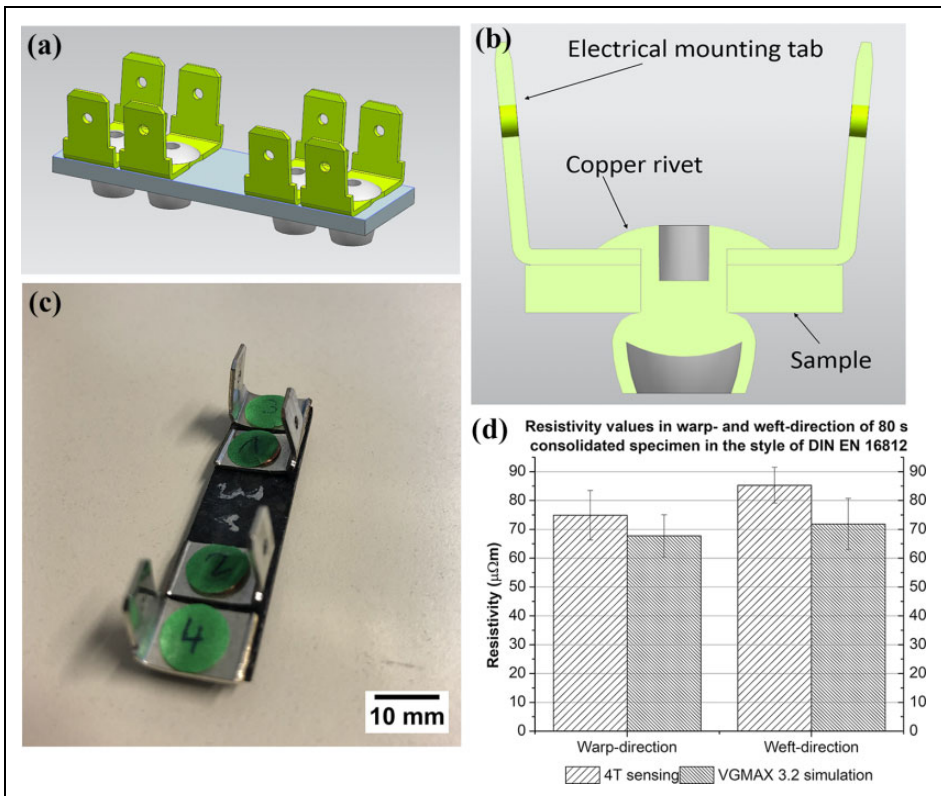 (a)
(b)
Electrical mounting tab
Copper rivet
Sample
(c)
3
1
2
4
10 mm
(d)
Resistivity values in warp- and weft-direction of 80 s
consolidated specimen in the style of DIN EN 16812
Resistivity (μΩm)
90 90
80 80
70 70
60 60
50 50
40 40
30 30
20 20
10 10
0 0
Warp-direction Weft-direction
4T sensing VGMAX 3.2 simulation